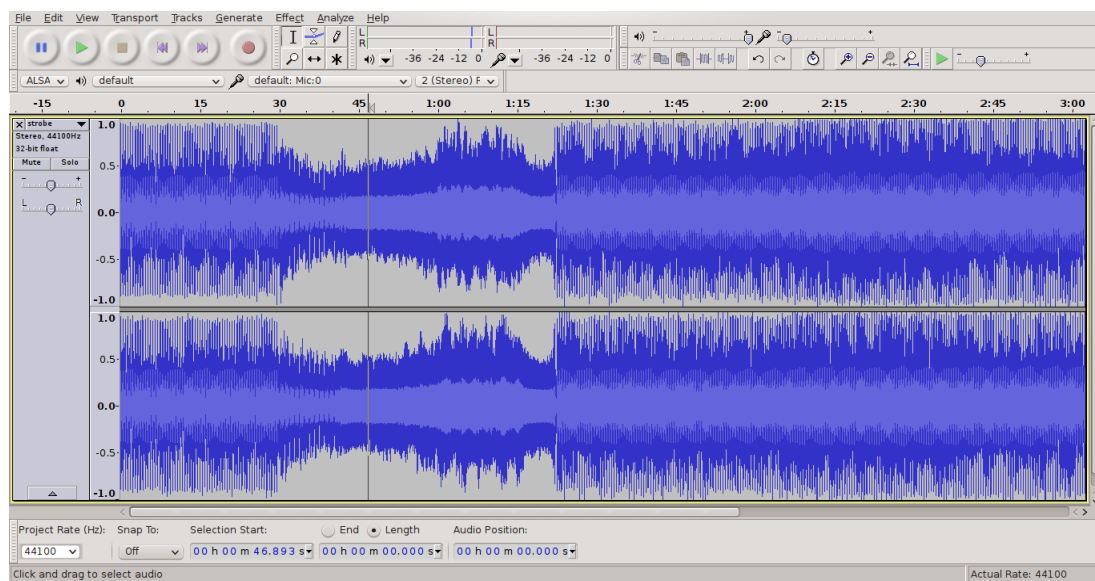 File Edit View Transport Tracks Generate Effect Analyze Help
L
R
L
R
-36 -24 -12 0
-36 -24 -12 0
ALSA default default: Mic:0 2 (Stereo) F
-15 0 15 30 45 1:00 1:15 1:30 1:45 2:00 2:15 2:30 2:45 3:00
X strobe
Stereo, 44100Hz
32-bit float
Mute Solo
- +
L R
1.0
0.5-
0.0-
-0.5-
-1.0
1.0
0.5-
0.0-
-0.5-
-1.0
Project Rate (Hz): Snap To: Selection Start: End Length Audio Position:
44100 Off 00 h 00 m 46.893 s 00 h 00 m 00.000 s 00 h 00 m 00.000 s
Click and drag to select audio Actual Rate: 44100